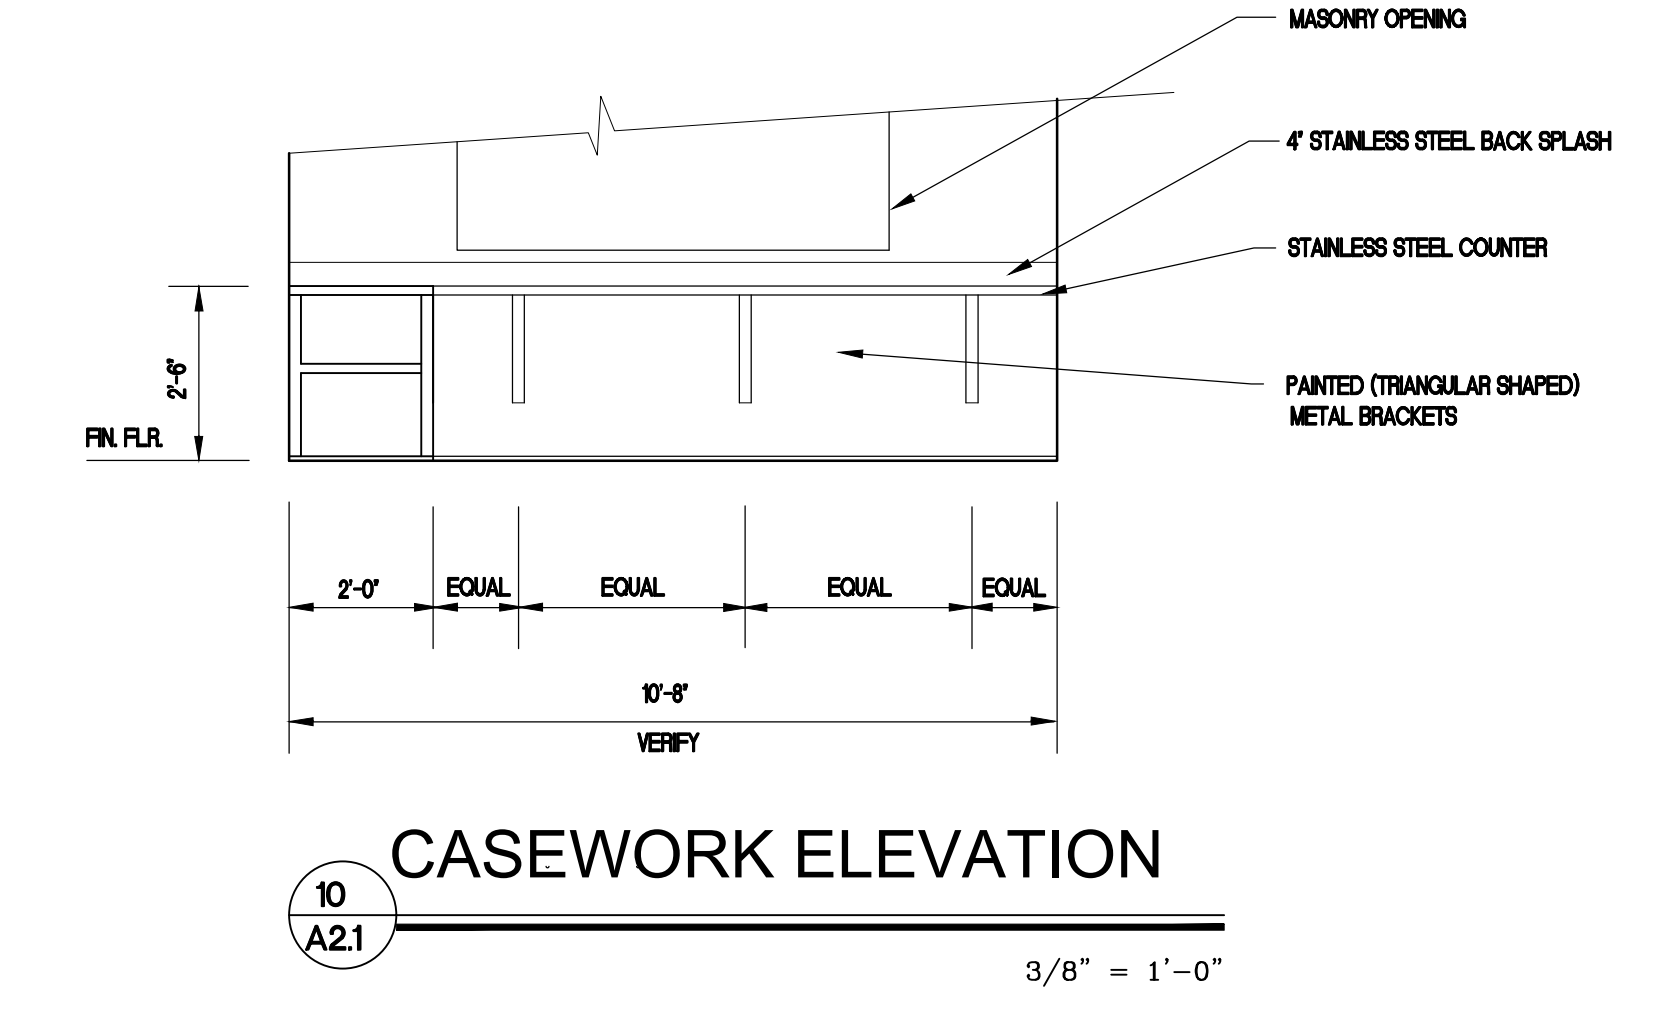 MASONRY OPENING
4" STAINLESS STEEL BACK SPLASH
STAINLESS STEEL COUNTER
2'-6"
PAINTED (TRIANGULAR SHAPED)
METAL BRACKETS
FIN. FLR.
2'-0" EQUAL EQUAL EQUAL EQUAL
10'-8"
VERIFY
CASEWORK ELEVATION
10
A2.1
3/8" = 1'-0"